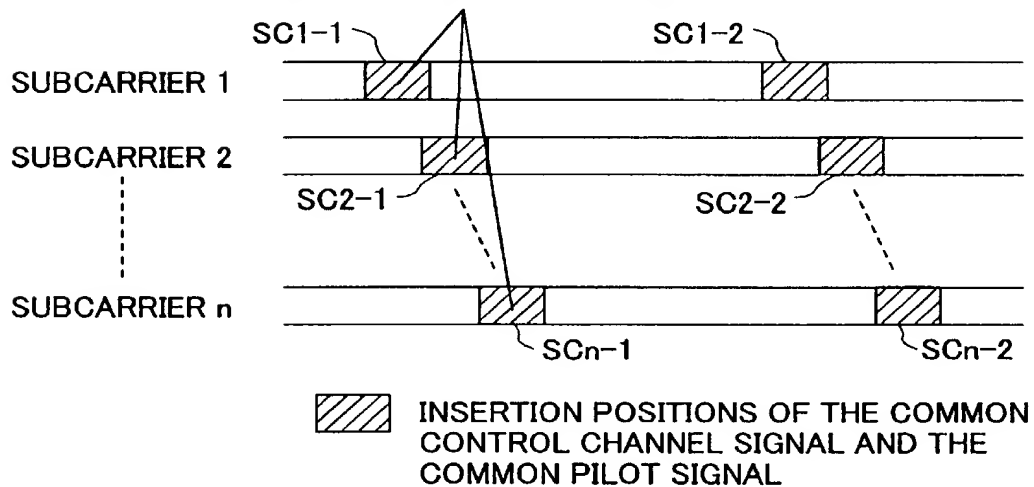 SC1-1
SC1-2
SUBCARRIER 1
SUBCARRIER 2
SC2-1
SC2-2
SUBCARRIER n
SCn-1
SCn-2
INSERTION POSITIONS OF THE COMMON
CONTROL CHANNEL SIGNAL AND THE
COMMON PILOT SIGNAL